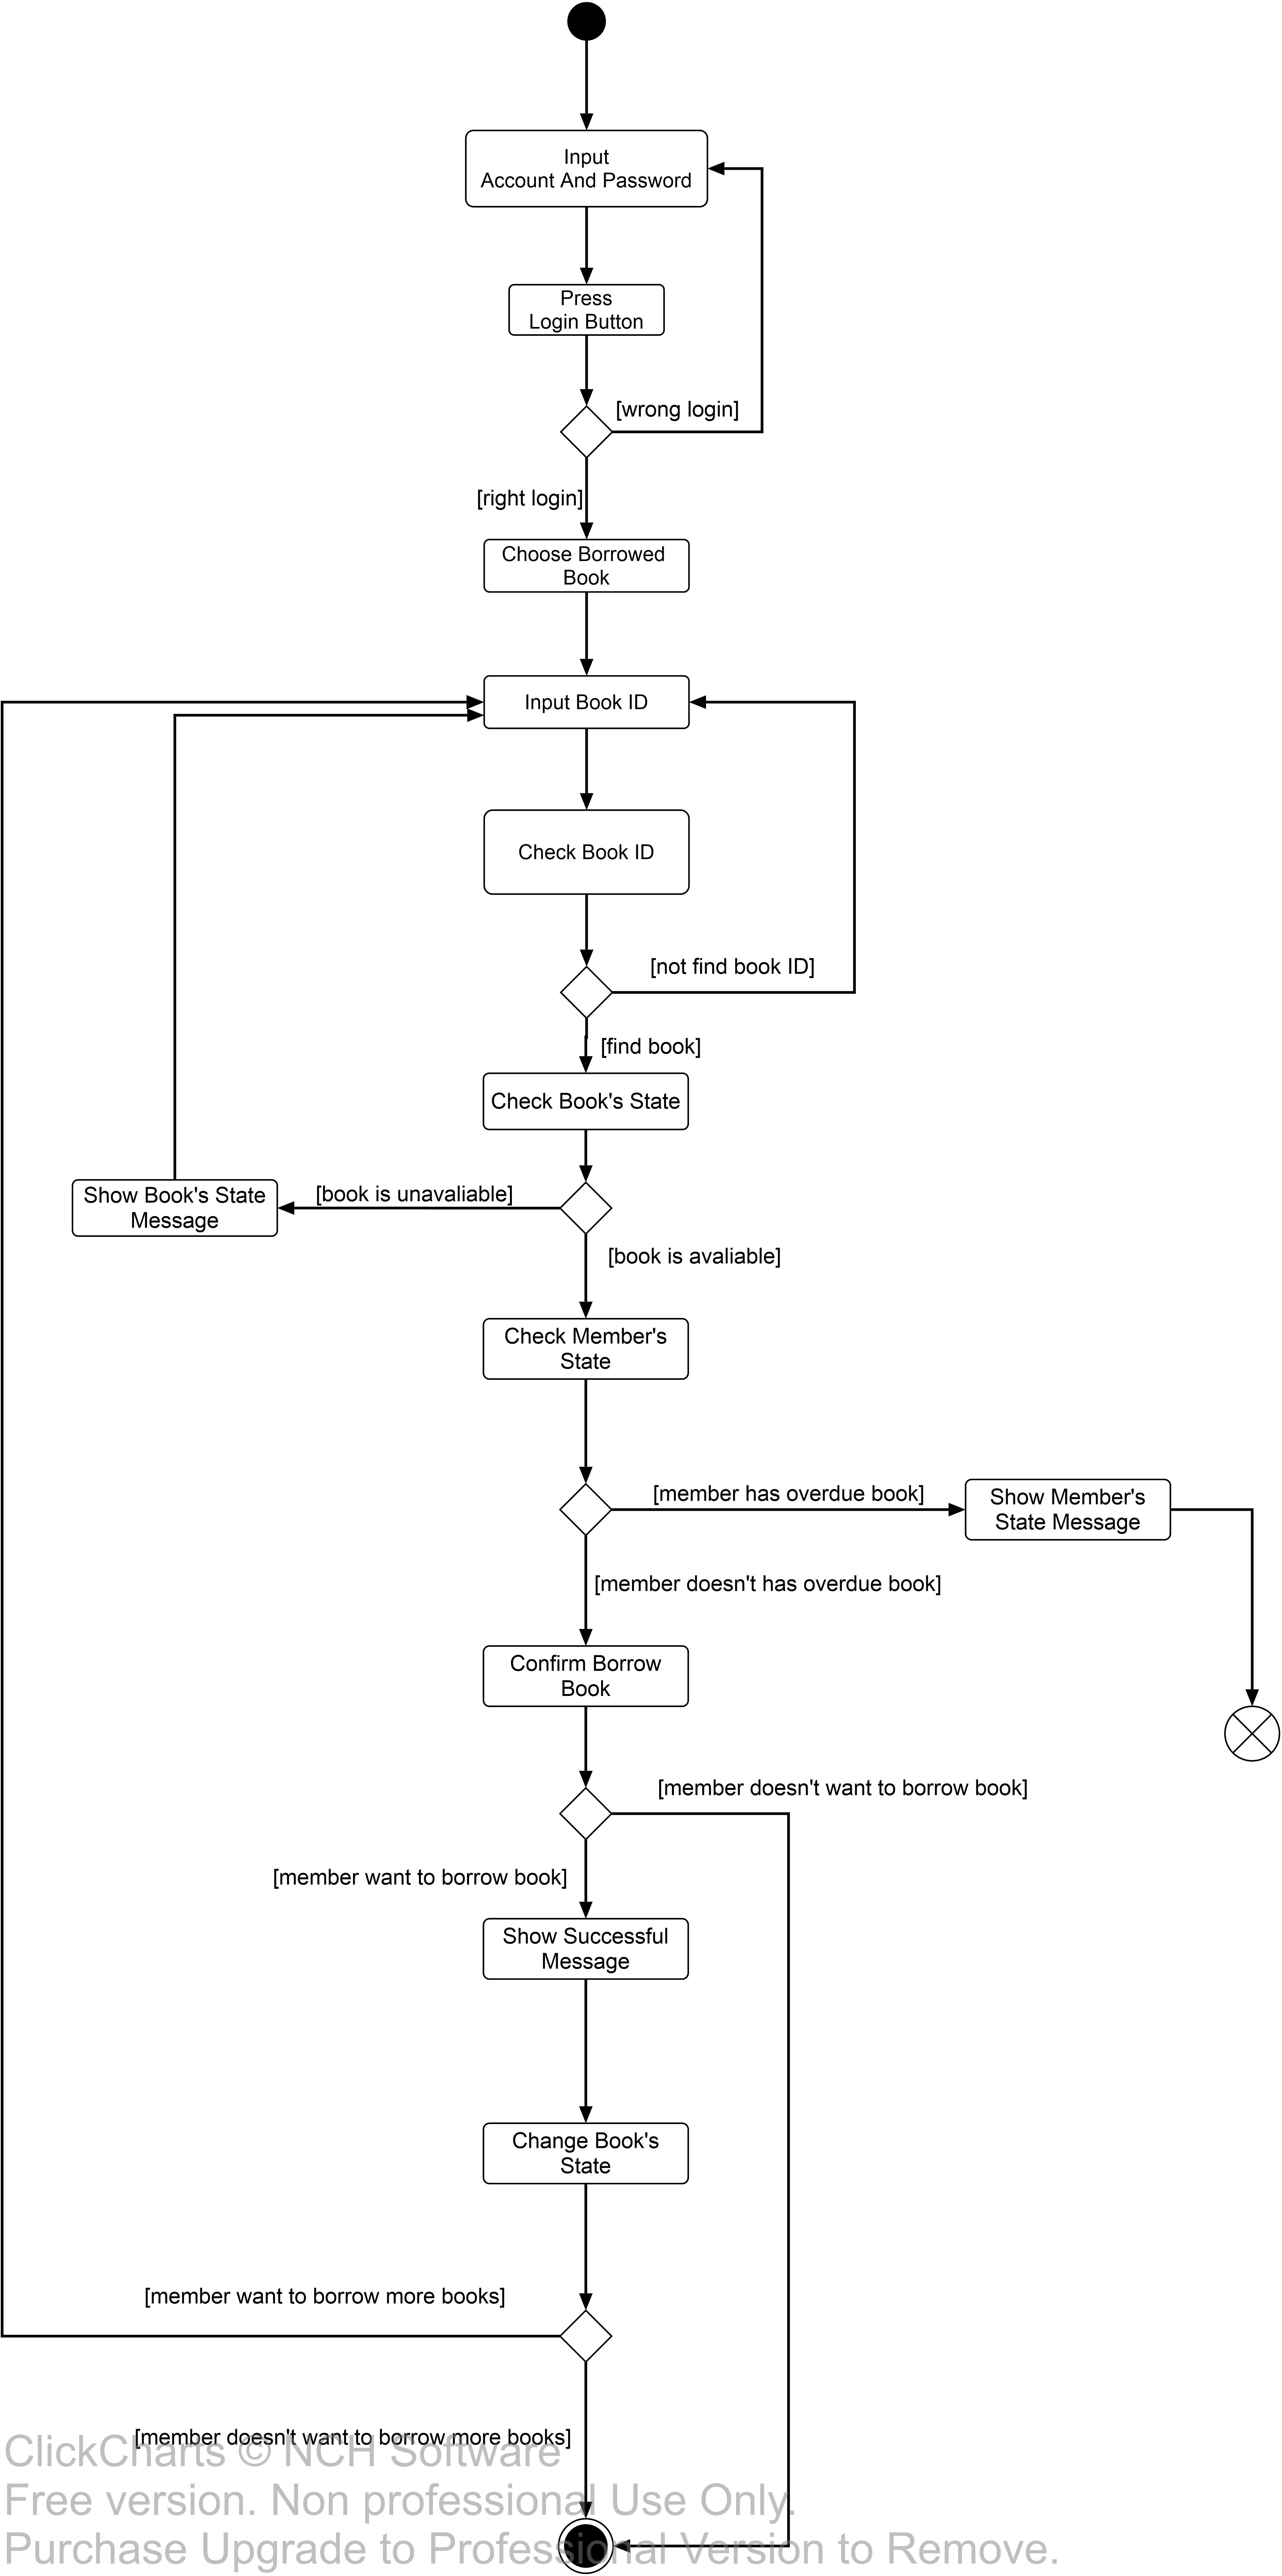 Input
Account And Password
Press
Login Button
[wrong login]
[right login]
Choose Borrowed
Book
Input Book ID
Check Book ID
[not find book ID]
[find book]
Check Book's State
[book is unavaliable]
Show Book's State
Message
[book is avaliable]
Check Member's
State
[member has overdue book]
Show Member's
State Message
[member doesn't has overdue book]
Confirm Borrow
Book
[member doesn't want to borrow book]
[member want to borrow book]
Show Successful
Message
Change Book's
State
[member want to borrow more books]
[member doesn't want to borrow more books]
ClickCharts © NCH Software
Free version. Non professional Use Only.
Purchase Upgrade to Professional Version to Remove.